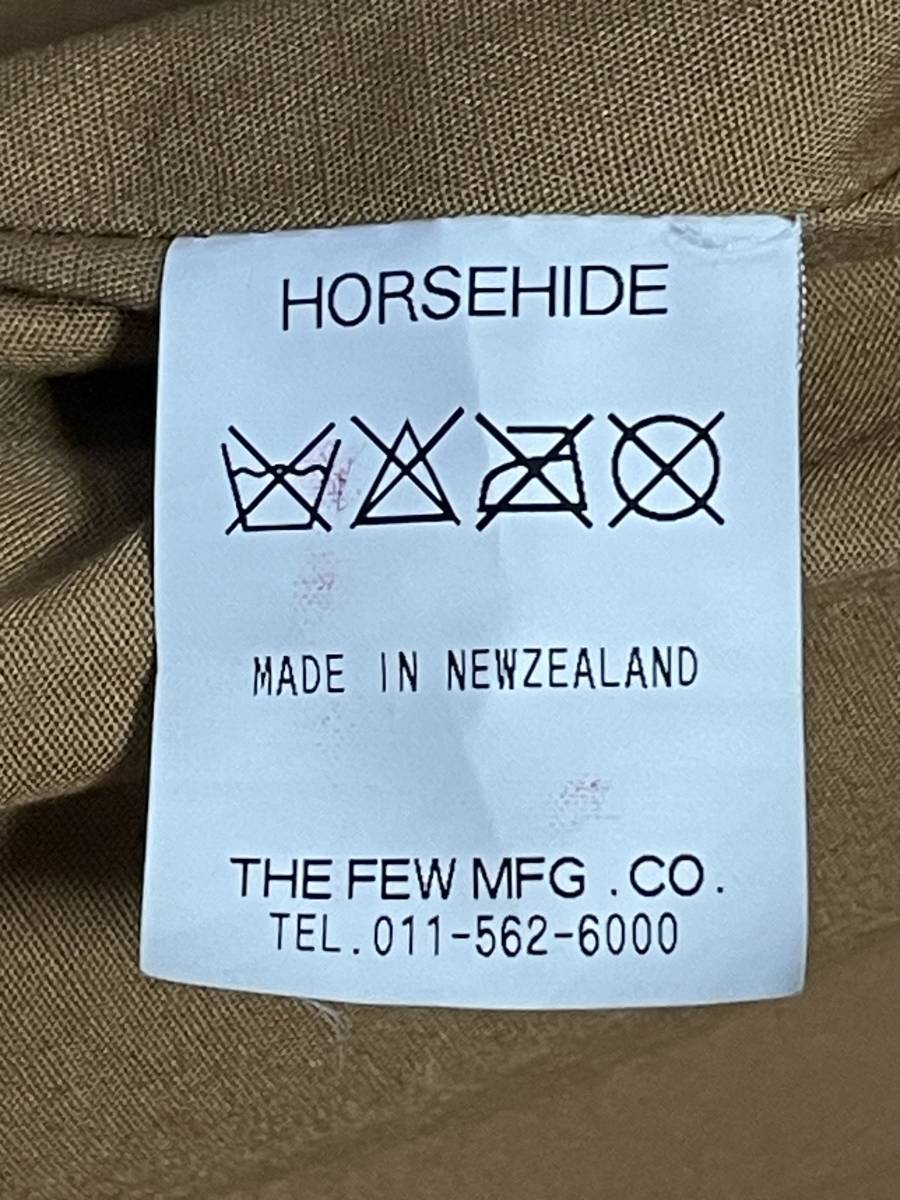 HORSEHIDE
MADE IN NEWZEALAND
THE FEW MFG .CO.
TEL.011-562-6000